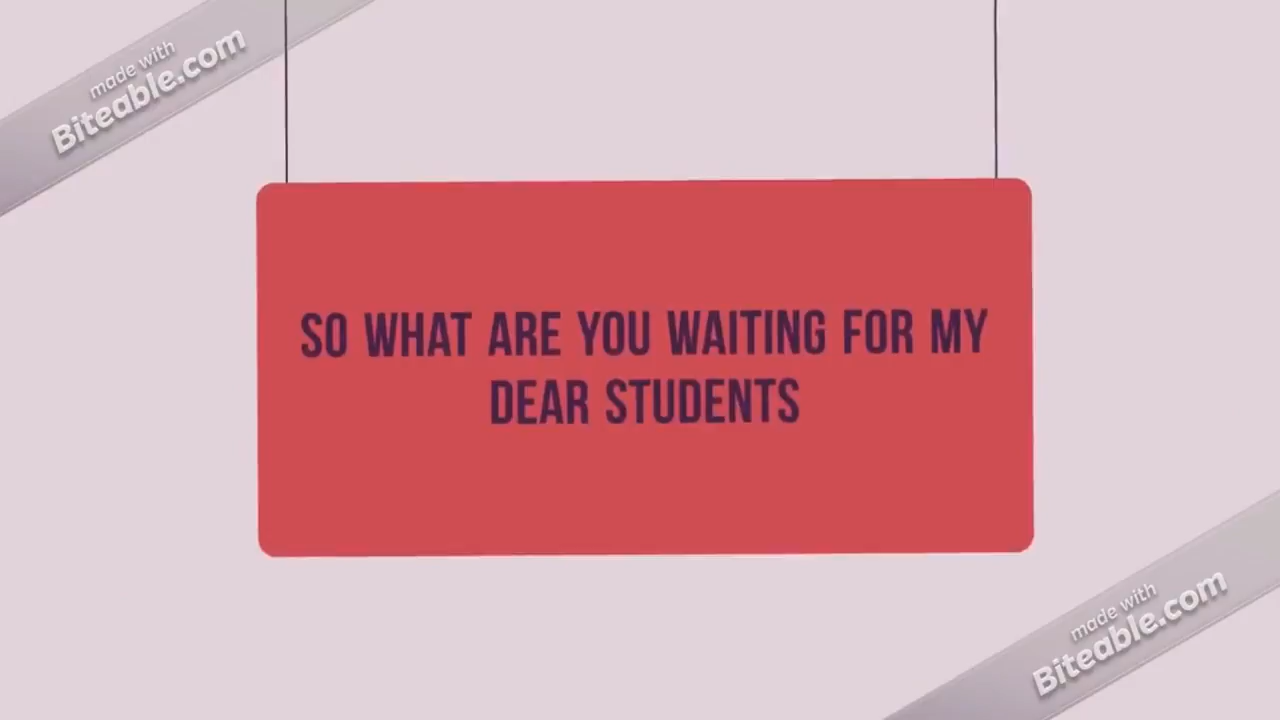 made with
Biteable.com
SO WHAT ARE YOU WAITING FOR MY
DEAR STUDENTS
made with
Biteable.com